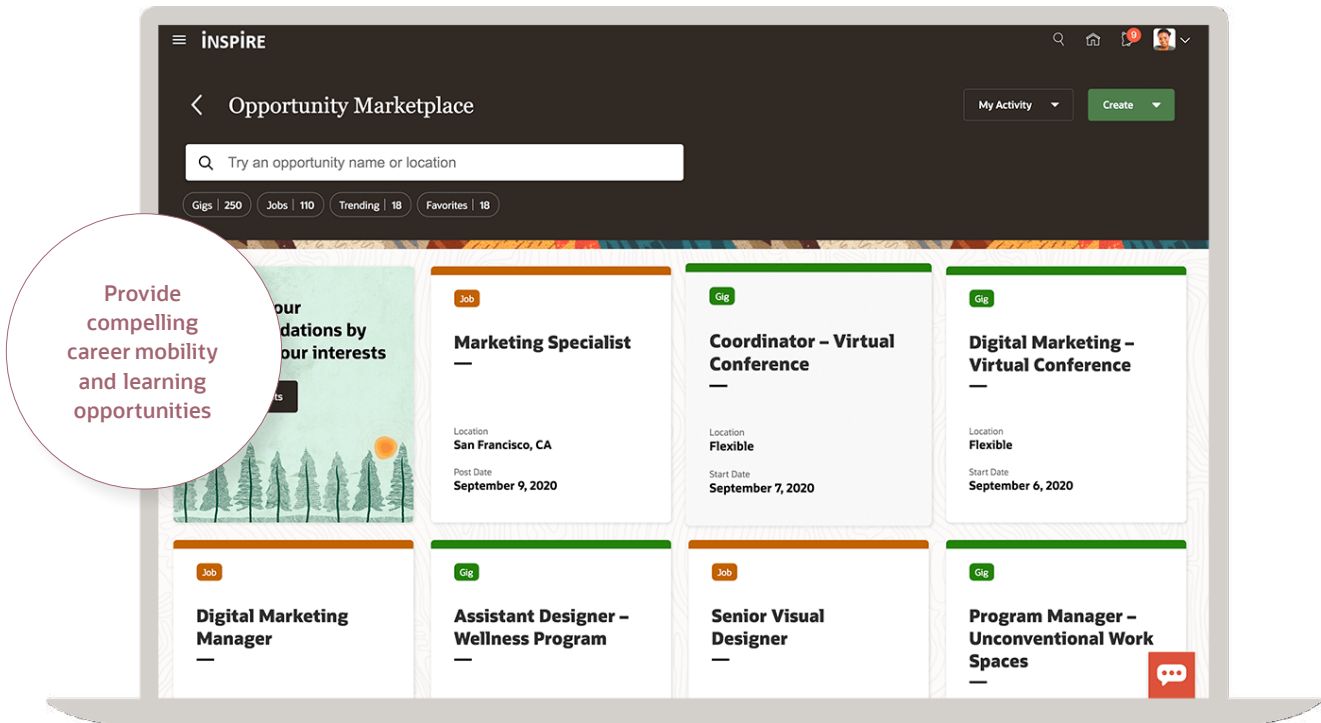 iNSPiRE
9
Opportunity Marketplace
My Activity
Create
Try an opportunity name or location
Gigs | 250
Jobs | 110
Trending | 18
Favorites | 18
Provide
compelling
career mobility
and learning
opportunities
our
dations by
our interests
ts
Job
Marketing Specialist
Location
San Francisco, CA
Post Date
September 9, 2020
Gig
Coordinator – Virtual
Conference
Location
Flexible
Start Date
September 7, 2020
Gig
Digital Marketing –
Virtual Conference
Location
Flexible
Start Date
September 6, 2020
Job
Digital Marketing
Manager
Gig
Assistant Designer –
Wellness Program
Job
Senior Visual
Designer
Gig
Program Manager –
Unconventional Work
Spaces